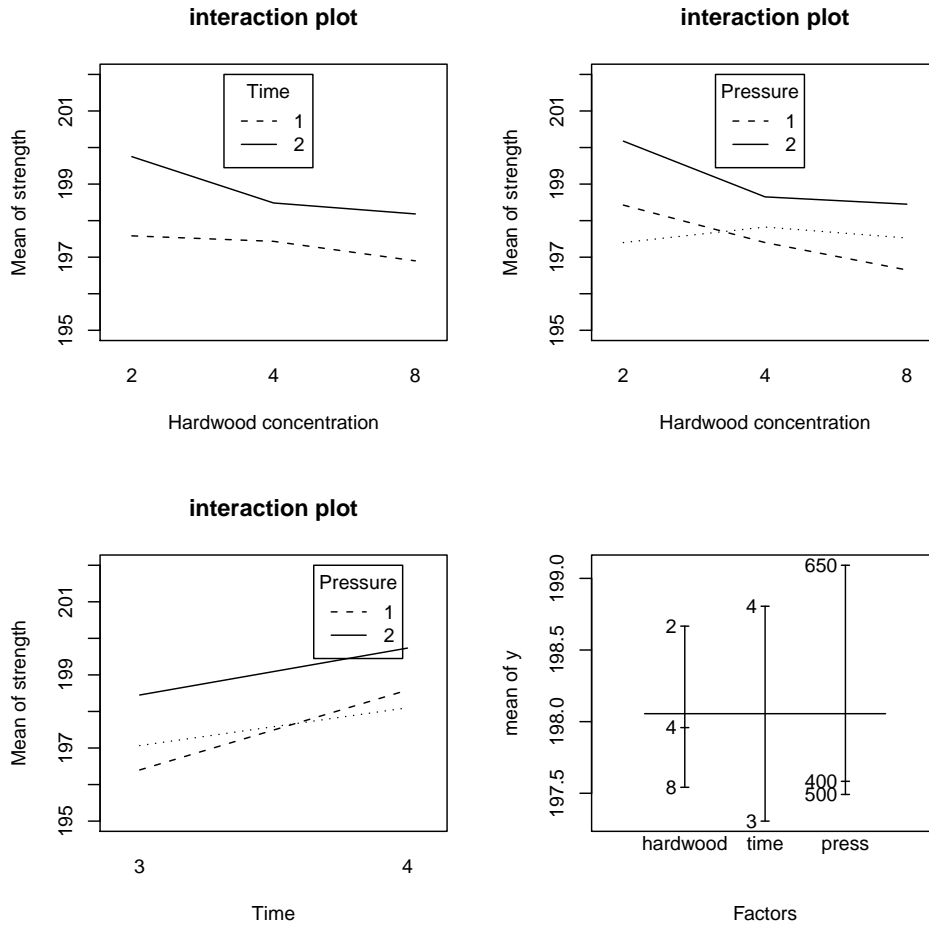 interaction plot
Mean of strength
201
199
197
195
Time
1
2
2 4 8
Hardwood concentration
interaction plot
Mean of strength
201
199
197
195
Pressure
1
2
2 4 8
Hardwood concentration
interaction plot
Mean of strength
201
199
197
195
Pressure
1
2
3 4
Time
mean of y
199.0
198.5
198.0
197.5
2
4
8
4
3
650
400
500
hardwood time press
Factors